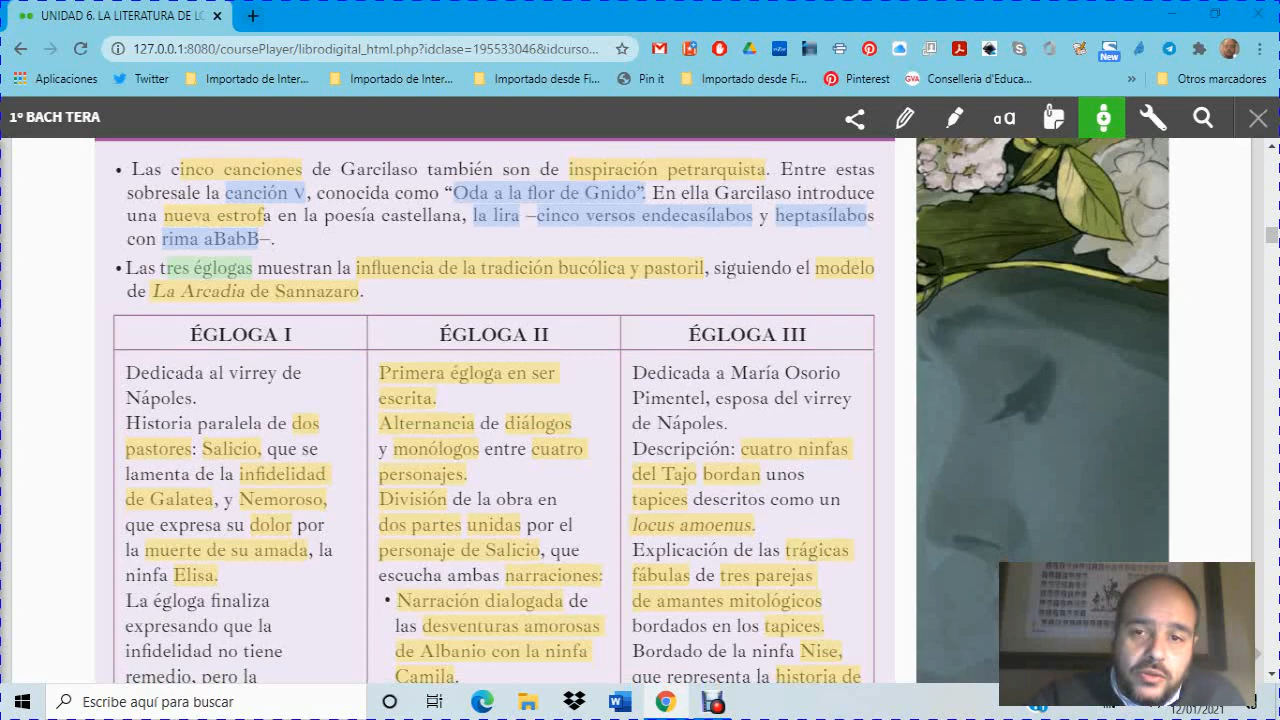 UNIDAD 6. LA LITERATURA DE LO
127.0.0.1:8080/coursePlayer/librodigital_html.php?idclase=195533046&idcurso...
New
Aplicaciones Twitter Importado de Inter... Importado de Inter... Importado desde Fi... Pin it Importado desde Fi... Pinterest GVA Conselleria d'Educa... » Otros marcadores
1º BACH TERA
aa
• Las cinco canciones de Garcilaso también son de inspiración petrarquista. Entre estas
sobresale la canción V, conocida como “Oda a la flor de Gnido”. En ella Garcilaso introduce
una nueva estrofa en la poesía castellana, la lira –cinco versos endecasílabos y heptasílabos
con rima aBabB–.
• Las tres églogas muestran la influencia de la tradición bucólica y pastoril, siguiendo el modelo
de La Arcadia de Sannazaro.
ÉGLOGA I
Dedicada al virrey de
Nápoles.
Historia paralela de dos
pastores: Salicio, que se
lamenta de la infidelidad
de Galatea, y Nemoroso,
que expresa su dolor por
la muerte de su amada, la
ninfa Elisa.
La égloga finaliza
expresando que la
infidelidad no tiene
remedio, pero la
ÉGLOGA II
Primera égloga en ser
escrita.
Alternancia de diálogos
y monólogos entre cuatro
personajes.
División de la obra en
dos partes unidas por el
personaje de Salicio, que
escucha ambas narraciones:
• Narración dialogada de
las desventuras amorosas
de Albanio con la ninfa
Camila.
ÉGLOGA III
Dedicada a María Osorio
Pimentel, esposa del virrey
de Nápoles.
Descripción: cuatro ninfas
del Tajo bordan unos
tapices descritos como un
locus amoenus.
Explicación de las trágicas
fábulas de tres parejas
de amantes mitológicos
bordados en los tapices.
Bordado de la ninfa Nise,
que representa la historia de
Escribe aquí para buscar
12/01/2021